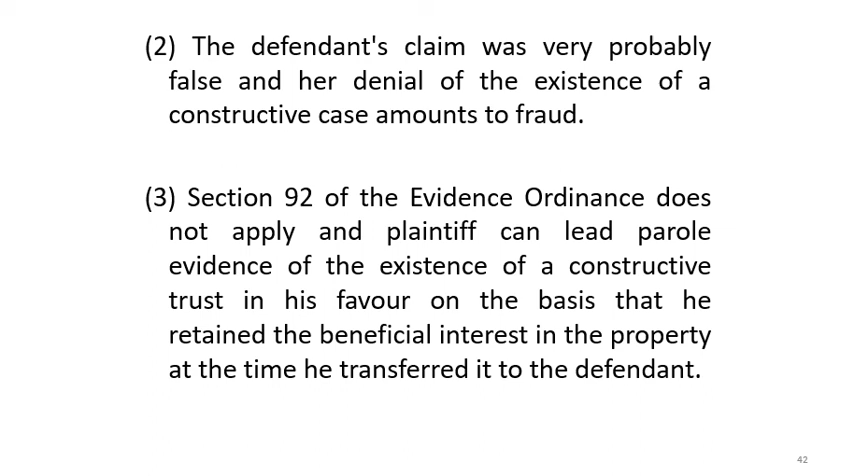 (2) The defendant's claim was very probably
false and her denial of the existence of a
constructive case amounts to fraud.
(3) Section 92 of the Evidence Ordinance does
not apply and plaintiff can lead parole
evidence of the existence of a constructive
trust in his favour on the basis that he
retained the beneficial interest in the property
at the time he transferred it to the defendant.
42